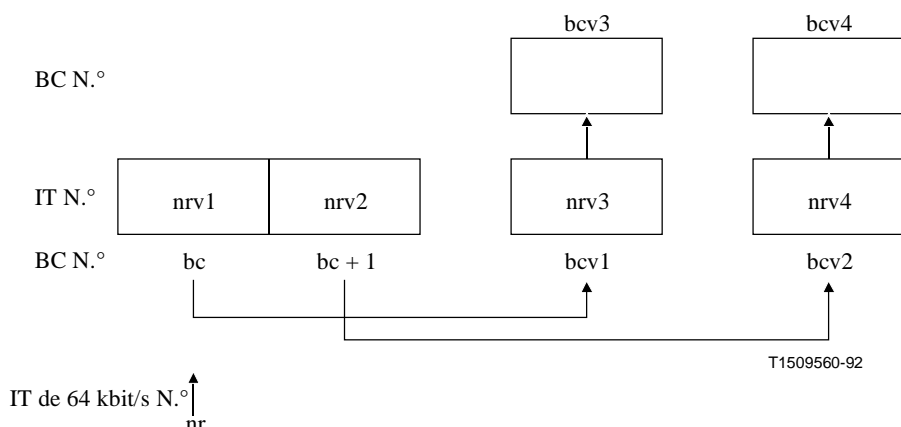 bcv3 bcv4
BC N.°
IT N.° nrv1 nrv2 nrv3 nrv4
BC N.° bc bc + 1 bcv1 bcv2
T1509560-92
IT de 64 kbit/s N.°
nr